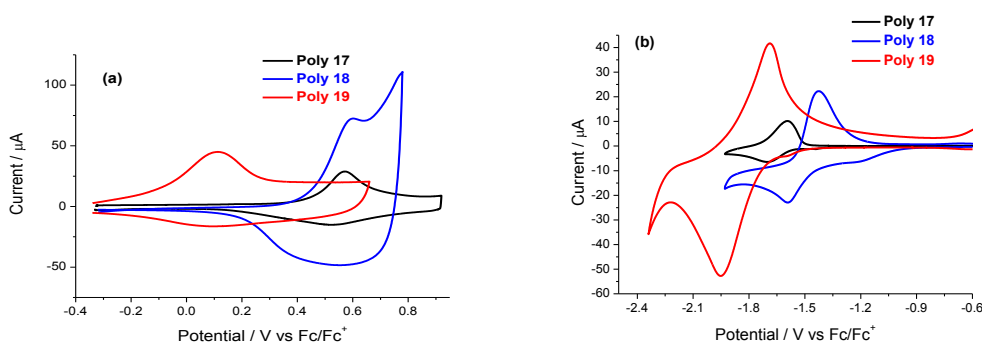 (a)
Poly 17
Poly 18
Poly 19
100
50
0
-50
-0.4 -0.2 0.0 0.2 0.4 0.6 0.8
Current / μA
Potential / V vs Fc/Fc⁺
(b)
Poly 17
Poly 18
Poly 19
50
40
30
20
10
0
-10
-20
-30
-40
-50
-60
-2.4 -2.1 -1.8 -1.5 -1.2 -0.9 -0.6
Current / μA
Potential / V vs Fc/Fc⁺